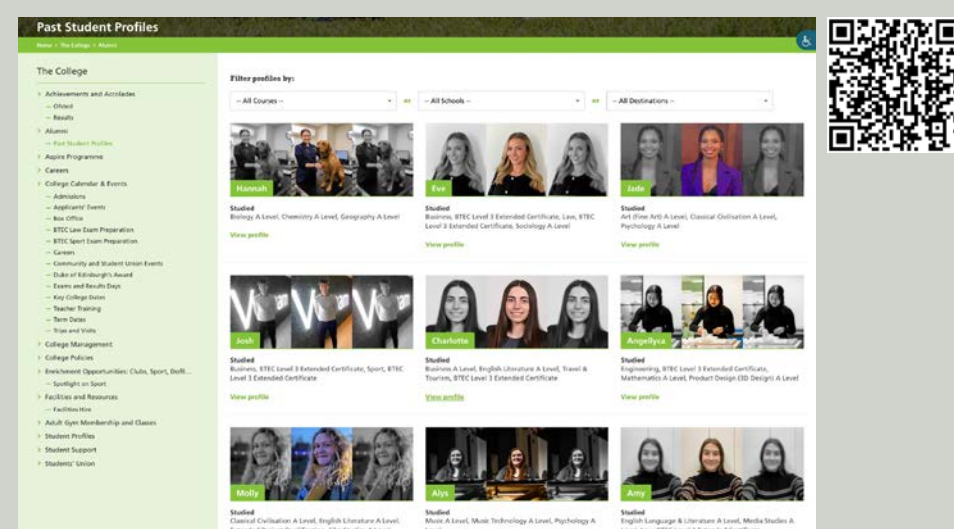 Past Student Profiles
Home > The College > Alumni
The College
Achievements and Accolades
— Ofsted
— Results
Alumni
— Past Student Profiles
Aspire Programme
Careers
College Calendar & Events
— Admissions
— Applicants' Events
— Box Office
— BTEC Law Exam Preparation
— BTEC Sport Exam Preparation
— Careers
— Community and Student Union Events
— Duke of Edinburgh's Award
— Exams and Results Days
— Key College Dates
— Teacher Training
— Term Dates
— Trips and Visits
College Management
College Policies
Enrichment Opportunities: Clubs, Sport, DofE...
— Spotlight on Sport
Facilities and Resources
— Facilities Hire
Adult Gym Membership and Classes
Student Profiles
Student Support
Students' Union
Filter profiles by:
-- All Courses -- or -- All Schools -- or -- All Destinations --
Hannah
Studied
Biology A Level, Chemistry A Level, Geography A Level
View profile
Eve
Studied
Business, BTEC Level 3 Extended Certificate, Law, BTEC
Level 3 Extended Certificate, Sociology A Level
View profile
Jade
Studied
Art (Fine Art) A Level, Classical Civilisation A Level,
Psychology A Level
View profile
Josh
Studied
Business, BTEC Level 3 Extended Certificate, Sport, BTEC
Level 3 Extended Certificate
View profile
Charlotte
Studied
Business A Level, English Literature A Level, Travel &
Tourism, BTEC Level 3 Extended Certificate
View profile
Angellyca
Studied
Engineering, BTEC Level 3 Extended Certificate,
Mathematics A Level, Product Design (3D Design) A Level
View profile
Molly
Studied
Classical Civilisation A Level, English Literature A Level,
Alys
Studied
Music A Level, Music Technology A Level, Psychology A
Amy
Studied
English Language & Literature A Level, Media Studies A